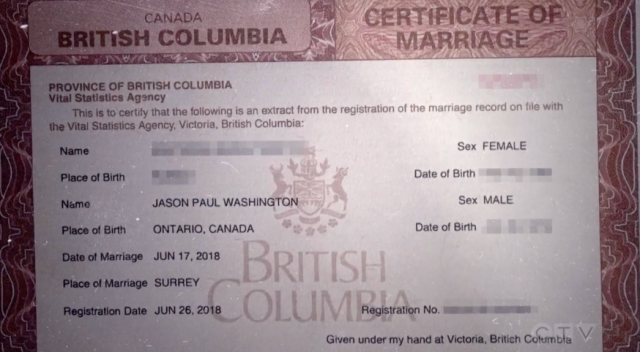 CANADA
BRITISH COLUMBIA
CERTIFICATE OF
MARRIAGE
PROVINCE OF BRITISH COLUMBIA
Vital Statistics Agency
This is to certify that the following is an extract from the registration of the marriage record on file with
the Vital Statistics Agency, Victoria, British Columbia:
Name Sex FEMALE
Place of Birth Date of Birth
Name JASON PAUL WASHINGTON Sex MALE
Place of Birth ONTARIO, CANADA Date of Birth
Date of Marriage JUN 17, 2018
BRITISH
Place of Marriage SURREY
COLUMBIA
Registration Date JUN 26, 2018 Registration No.
Given under my hand at Victoria, British Columbia
CTV